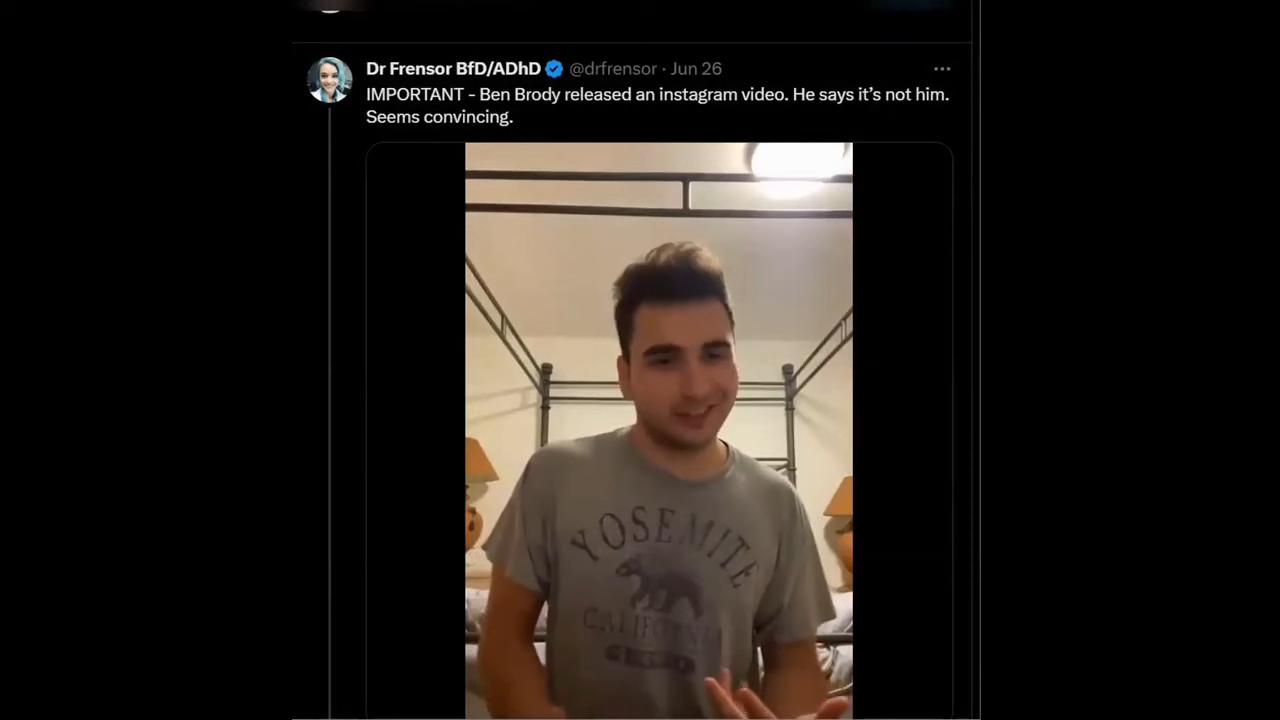 Dr Frensor BfD/ADhD @drfrensor · Jun 26
IMPORTANT - Ben Brody released an instagram video. He says it’s not him.
Seems convincing.
YOSEMITE
CALIFORNIA